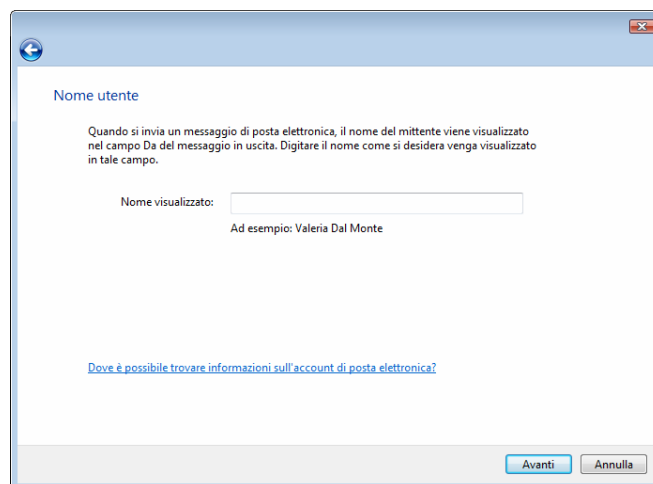 Nome utente
Quando si invia un messaggio di posta elettronica, il nome del mittente viene visualizzato
nel campo Da del messaggio in uscita. Digitare il nome come si desidera venga visualizzato
in tale campo.
Nome visualizzato:
Ad esempio: Valeria Dal Monte
Dove è possibile trovare informazioni sull'account di posta elettronica?
Avanti
Annulla